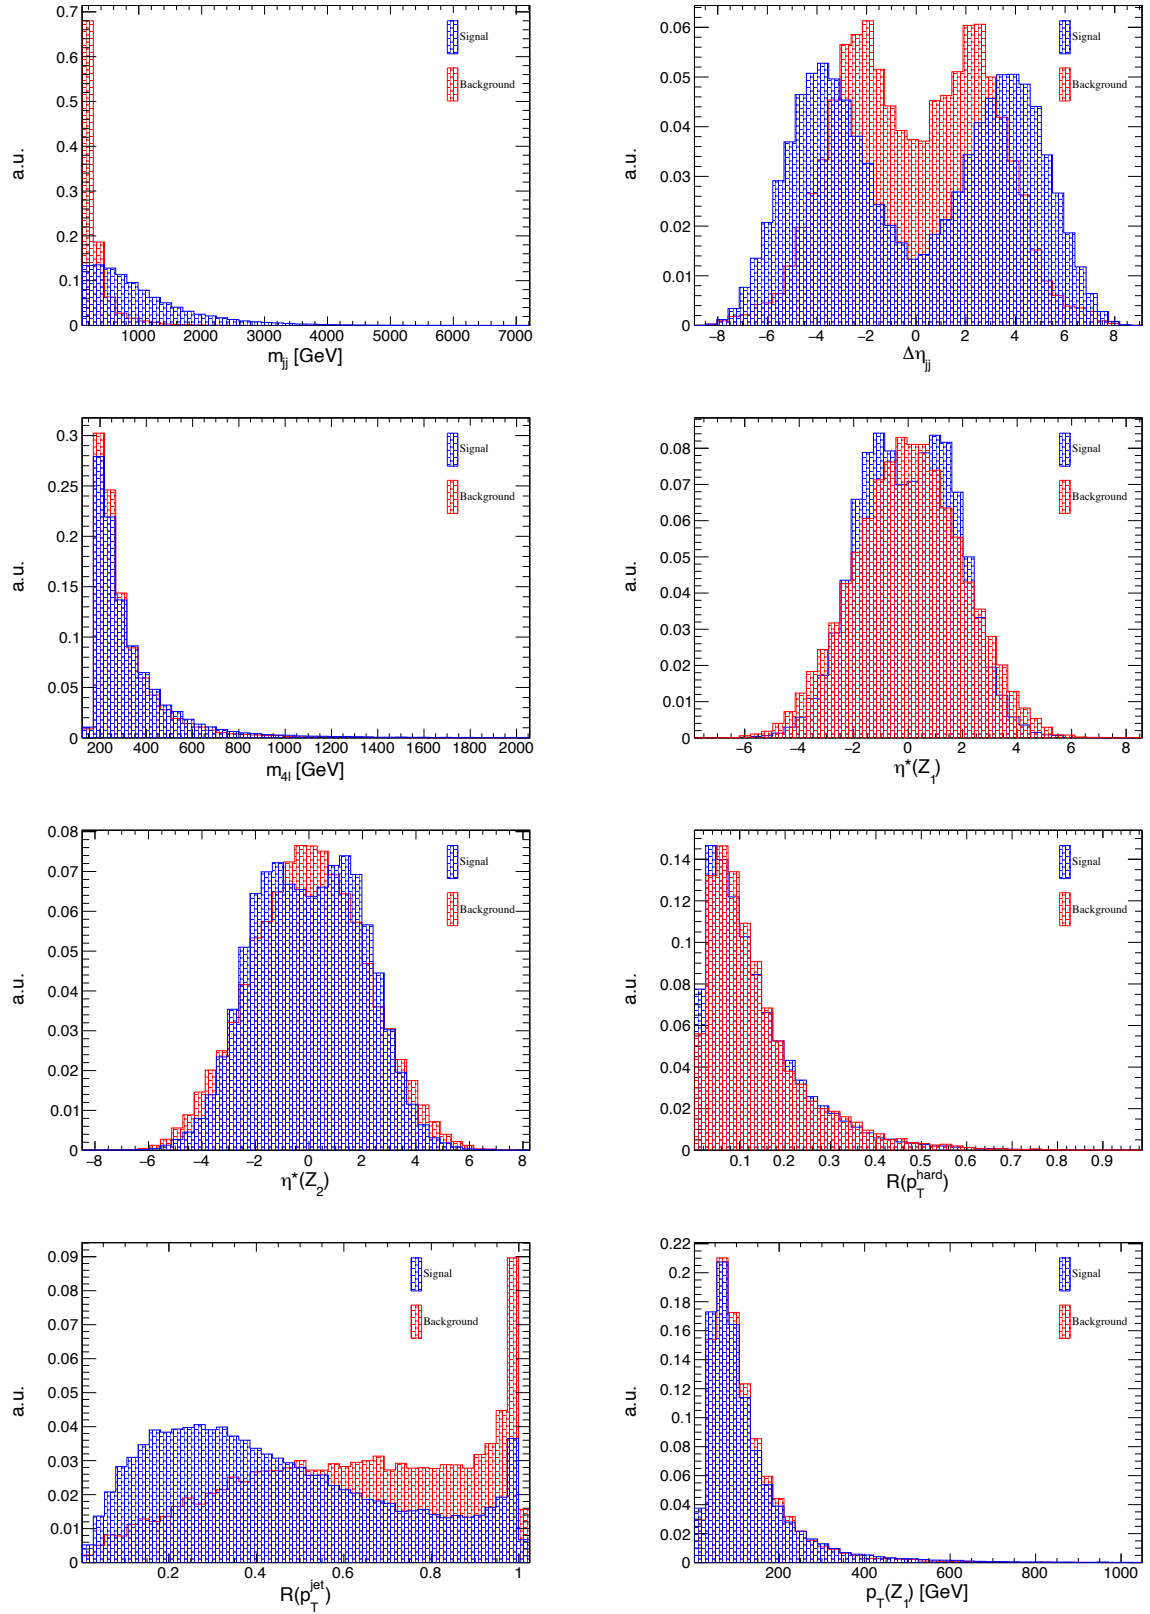 0.7
0.6
0.5
0.4
0.3
0.2
0.1
0
a.u.
Signal
Background
1000 2000 3000 4000 5000 6000 7000
m_jj [GeV]
0.06
0.05
0.04
0.03
0.02
0.01
0
a.u.
Signal
Background
−8 −6 −4 −2 0 2 4 6 8
Δη_jj
0.3
0.25
0.2
0.15
0.1
0.05
0
a.u.
Signal
Background
200 400 600 800 1000 1200 1400 1600 1800 2000
m_4l [GeV]
0.08
0.07
0.06
0.05
0.04
0.03
0.02
0.01
0
a.u.
Signal
Background
−6 −4 −2 0 2 4 6 8
η*(Z_1)
0.08
0.07
0.06
0.05
0.04
0.03
0.02
0.01
0
a.u.
Signal
Background
−8 −6 −4 −2 0 2 4 6 8
η*(Z_2)
0.14
0.12
0.1
0.08
0.06
0.04
0.02
0
a.u.
Signal
Background
0.1 0.2 0.3 0.4 0.5 0.6 0.7 0.8 0.9
R(p_T^hard)
0.09
0.08
0.07
0.06
0.05
0.04
0.03
0.02
0.01
0
a.u.
Signal
Background
0.2 0.4 0.6 0.8 1
R(p_T^jet)
0.22
0.2
0.18
0.16
0.14
0.12
0.1
0.08
0.06
0.04
0.02
0
a.u.
Signal
Background
200 400 600 800 1000
p_T(Z_1) [GeV]